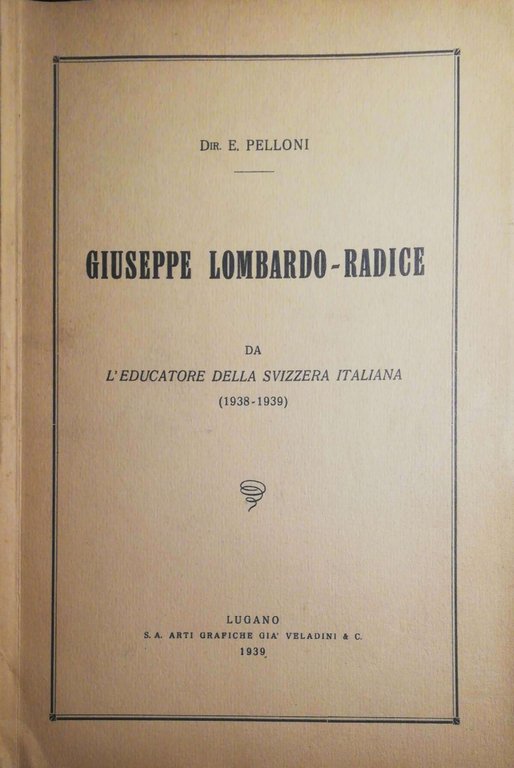 Dir. E. PELLONI
GIUSEPPE LOMBARDO-RADICE
DA
L'EDUCATORE DELLA SVIZZERA ITALIANA
(1938-1939)
LUGANO
S. A. ARTI GRAFICHE GIA' VELADINI & C.
1939